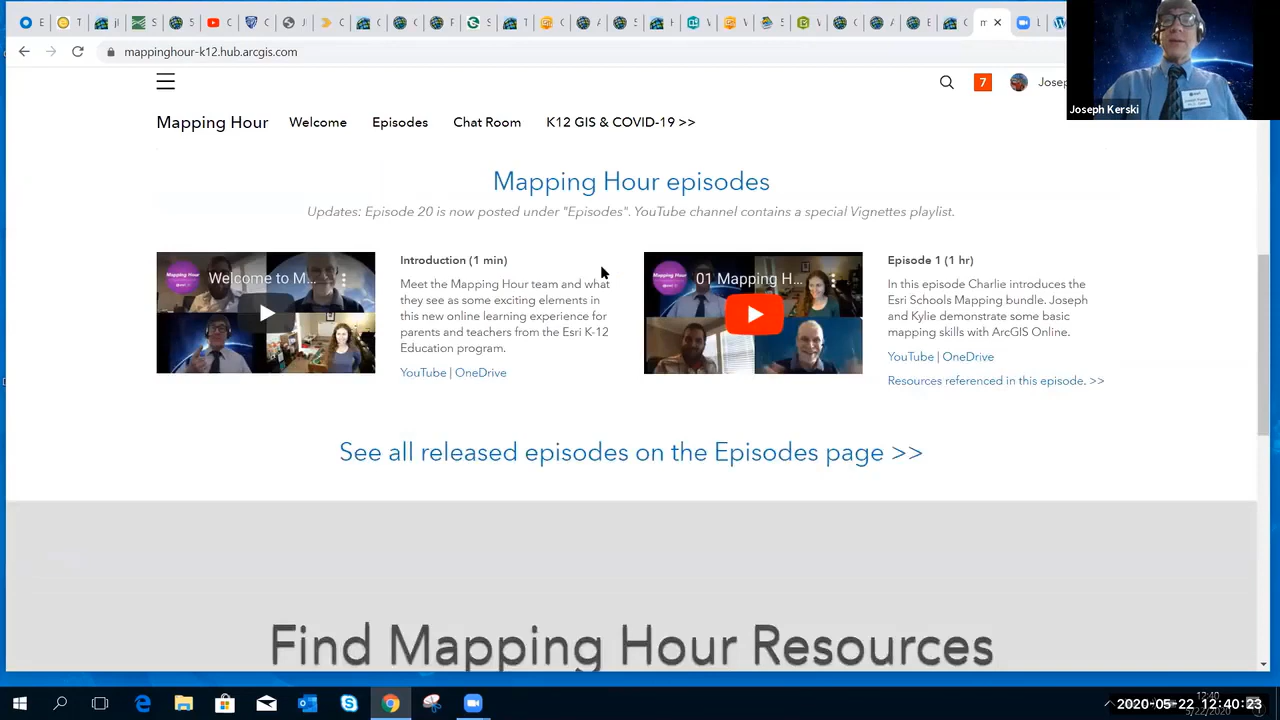 mappinghour-k12.hub.arcgis.com
7
Joseph Kerski
Mapping Hour
Welcome
Episodes
Chat Room
K12 GIS & COVID-19 >>
Mapping Hour episodes
Updates: Episode 20 is now posted under "Episodes". YouTube channel contains a special Vignettes playlist.
Mapping Hour
Welcome to M...
Introduction (1 min)
Meet the Mapping Hour team and what
they see as some exciting elements in
this new online learning experience for
parents and teachers from the Esri K-12
Education program.
YouTube | OneDrive
Mapping Hour
01 Mapping H...
Episode 1 (1 hr)
In this episode Charlie introduces the
Esri Schools Mapping bundle. Joseph
and Kylie demonstrate some basic
mapping skills with ArcGIS Online.
YouTube | OneDrive
Resources referenced in this episode. >>
See all released episodes on the Episodes page >>
Find Mapping Hour Resources
12:40
2020-05-22 12:40:23